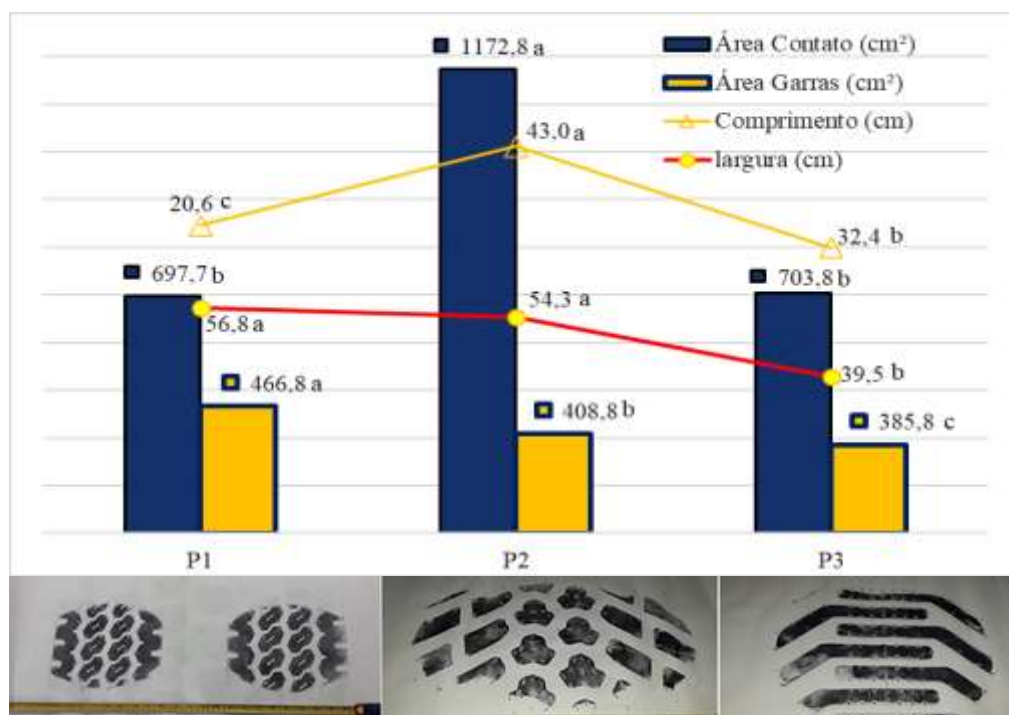 1172,8 a
Área Contato (cm²)
Área Garras (cm²)
Comprimento (cm)
largura (cm)
43,0 a
20,6 c
32,4 b
697,7 b
703,8 b
56,8 a
54,3 a
39,5 b
466,8 a
408,8 b
385,8 c
P1
P2
P3